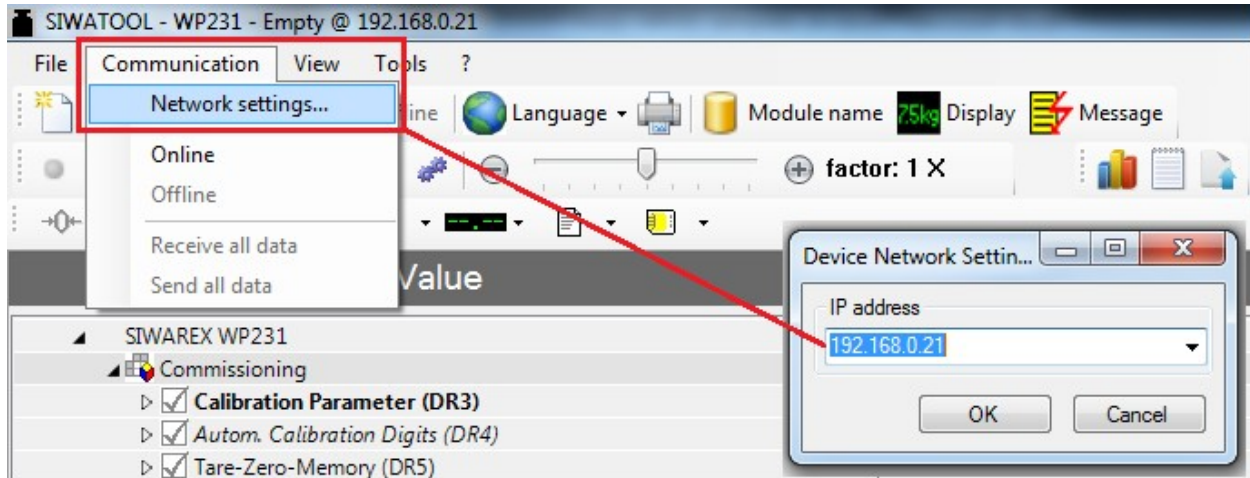 SIWATOOL - WP231 - Empty @ 192.168.0.21
File Communication View Tools ?
Network settings...
Language Module name 7.5kg Display Message
Online
factor: 1 X
Offline
Receive all data
Send all data
Value
Device Network Settin...
IP address
192.168.0.21
OK Cancel
SIWAREX WP231
Commissioning
Calibration Parameter (DR3)
Autom. Calibration Digits (DR4)
Tare-Zero-Memory (DR5)